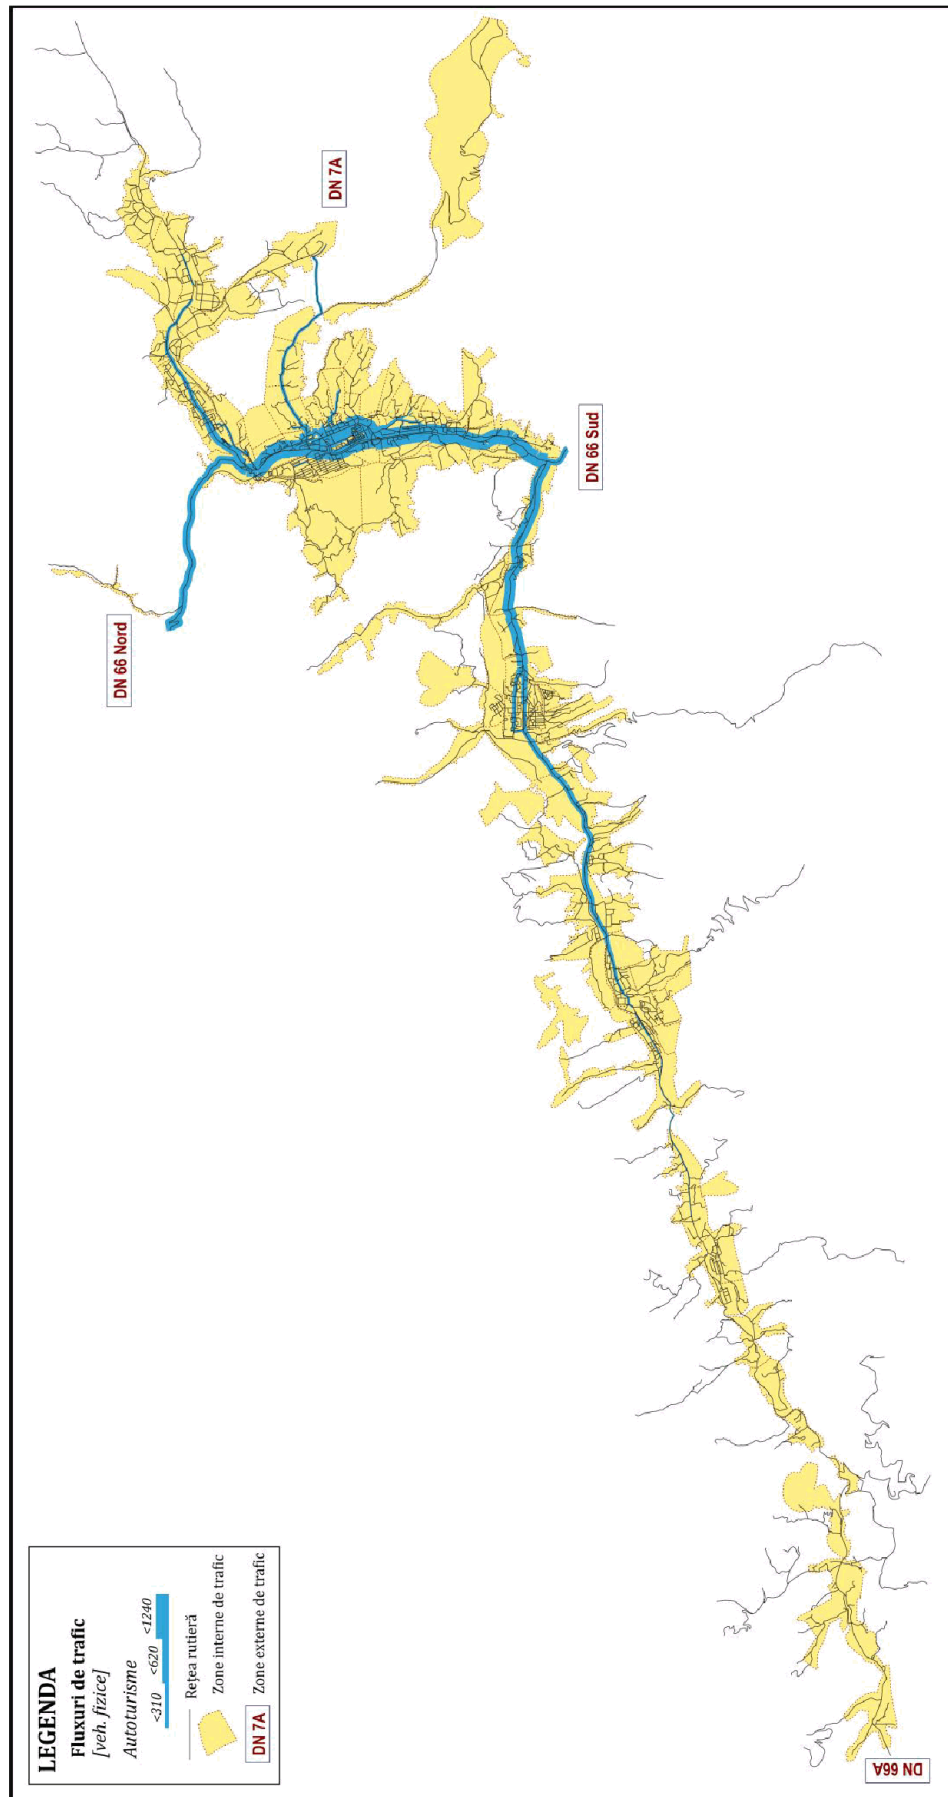 DN 7A
DN 66 Sud
DN 66 Nord
DN 66A
LEGENDA
Fluxuri de trafic
[veh. fizice]
Autoturisme
<310 <620 <1240
Rețea rutieră
Zone interne de trafic
DN 7A Zone externe de trafic